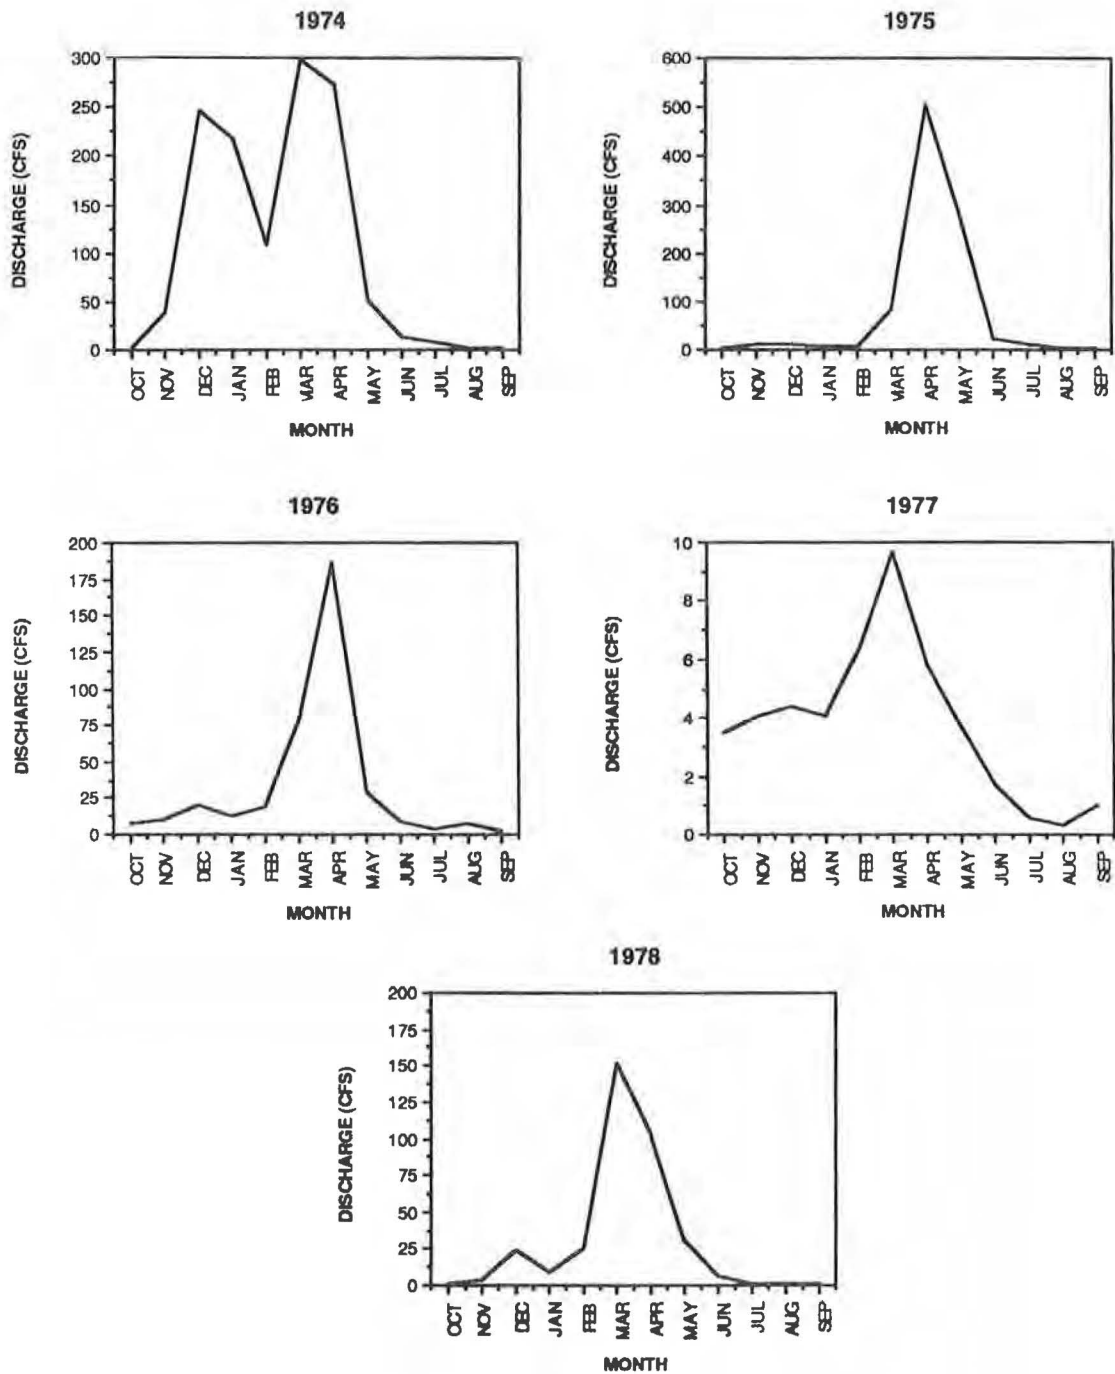 1974
DISCHARGE (CFS)
300
250
200
150
100
50
0
OCT
NOV
DEC
JAN
FEB
MAR
APR
MAY
JUN
JUL
AUG
SEP
MONTH
1975
DISCHARGE (CFS)
600
500
400
300
200
100
0
OCT
NOV
DEC
JAN
FEB
MAR
APR
MAY
JUN
JUL
AUG
SEP
MONTH
1976
DISCHARGE (CFS)
200
175
150
125
100
75
50
25
0
OCT
NOV
DEC
JAN
FEB
MAR
APR
MAY
JUN
JUL
AUG
SEP
MONTH
1977
DISCHARGE (CFS)
10
8
6
4
2
0
OCT
NOV
DEC
JAN
FEB
MAR
APR
MAY
JUN
JUL
AUG
SEP
MONTH
1978
DISCHARGE (CFS)
200
175
150
125
100
75
50
25
0
OCT
NOV
DEC
JAN
FEB
MAR
APR
MAY
JUN
JUL
AUG
SEP
MONTH